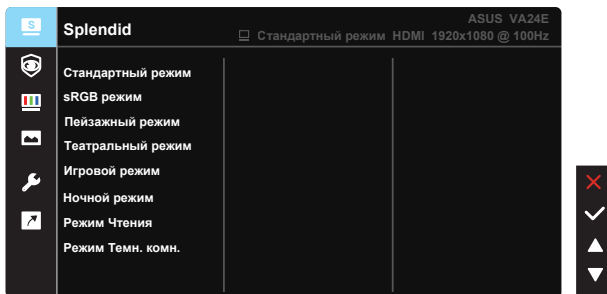 S
Splendid
ASUS VA24E
Стандартный режим HDMI 1920x1080 @ 100Hz
Стандартный режим
sRGB режим
Пейзажный режим
Театральный режим
Игровой режим
Ночной режим
Режим Чтения
Режим Темн. комн.